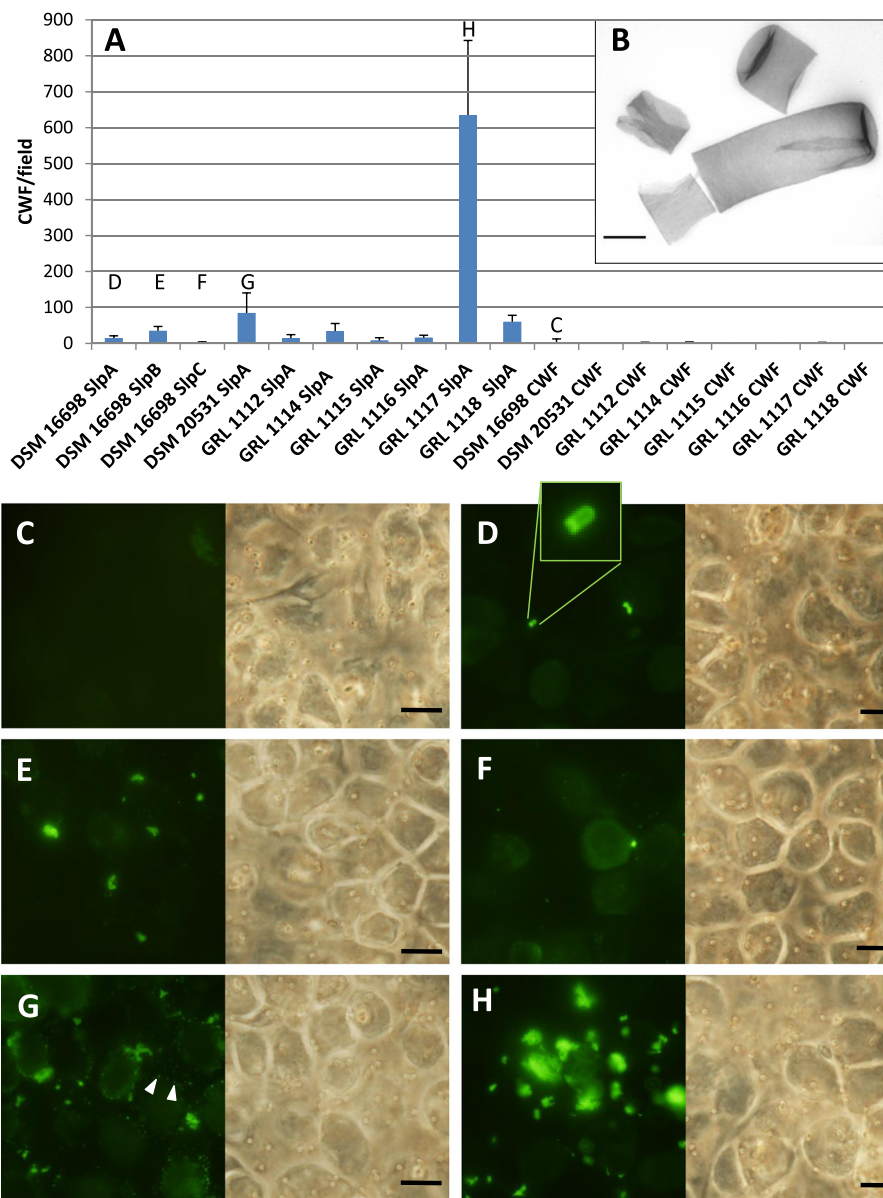 900
800
700
600
500
400
300
200
100
0
CWF/field
A
B
D
E
F
G
H
C
DSM 16698 SlpA
DSM 16698 SlpB
DSM 16698 SlpC
DSM 20531 SlpA
GRL 1112 SlpA
GRL 1114 SlpA
GRL 1115 SlpA
GRL 1116 SlpA
GRL 1117 SlpA
GRL 1118 SlpA
DSM 16698 CWF
DSM 20531 CWF
GRL 1112 CWF
GRL 1114 CWF
GRL 1115 CWF
GRL 1116 CWF
GRL 1117 CWF
GRL 1118 CWF
C
D
E
F
G
H